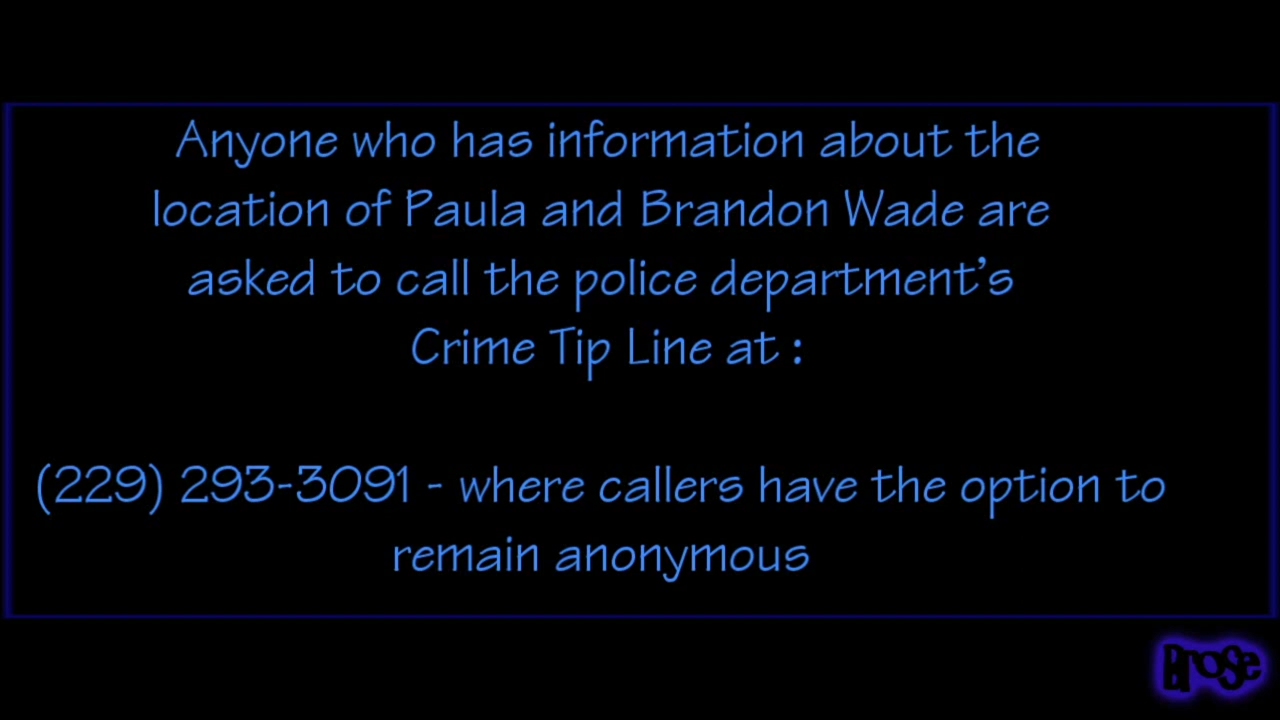 Anyone who has information about the
location of Paula and Brandon Wade are
asked to call the police department's
Crime Tip Line at :
(229) 293-3091 - where callers have the option to
remain anonymous
Brose